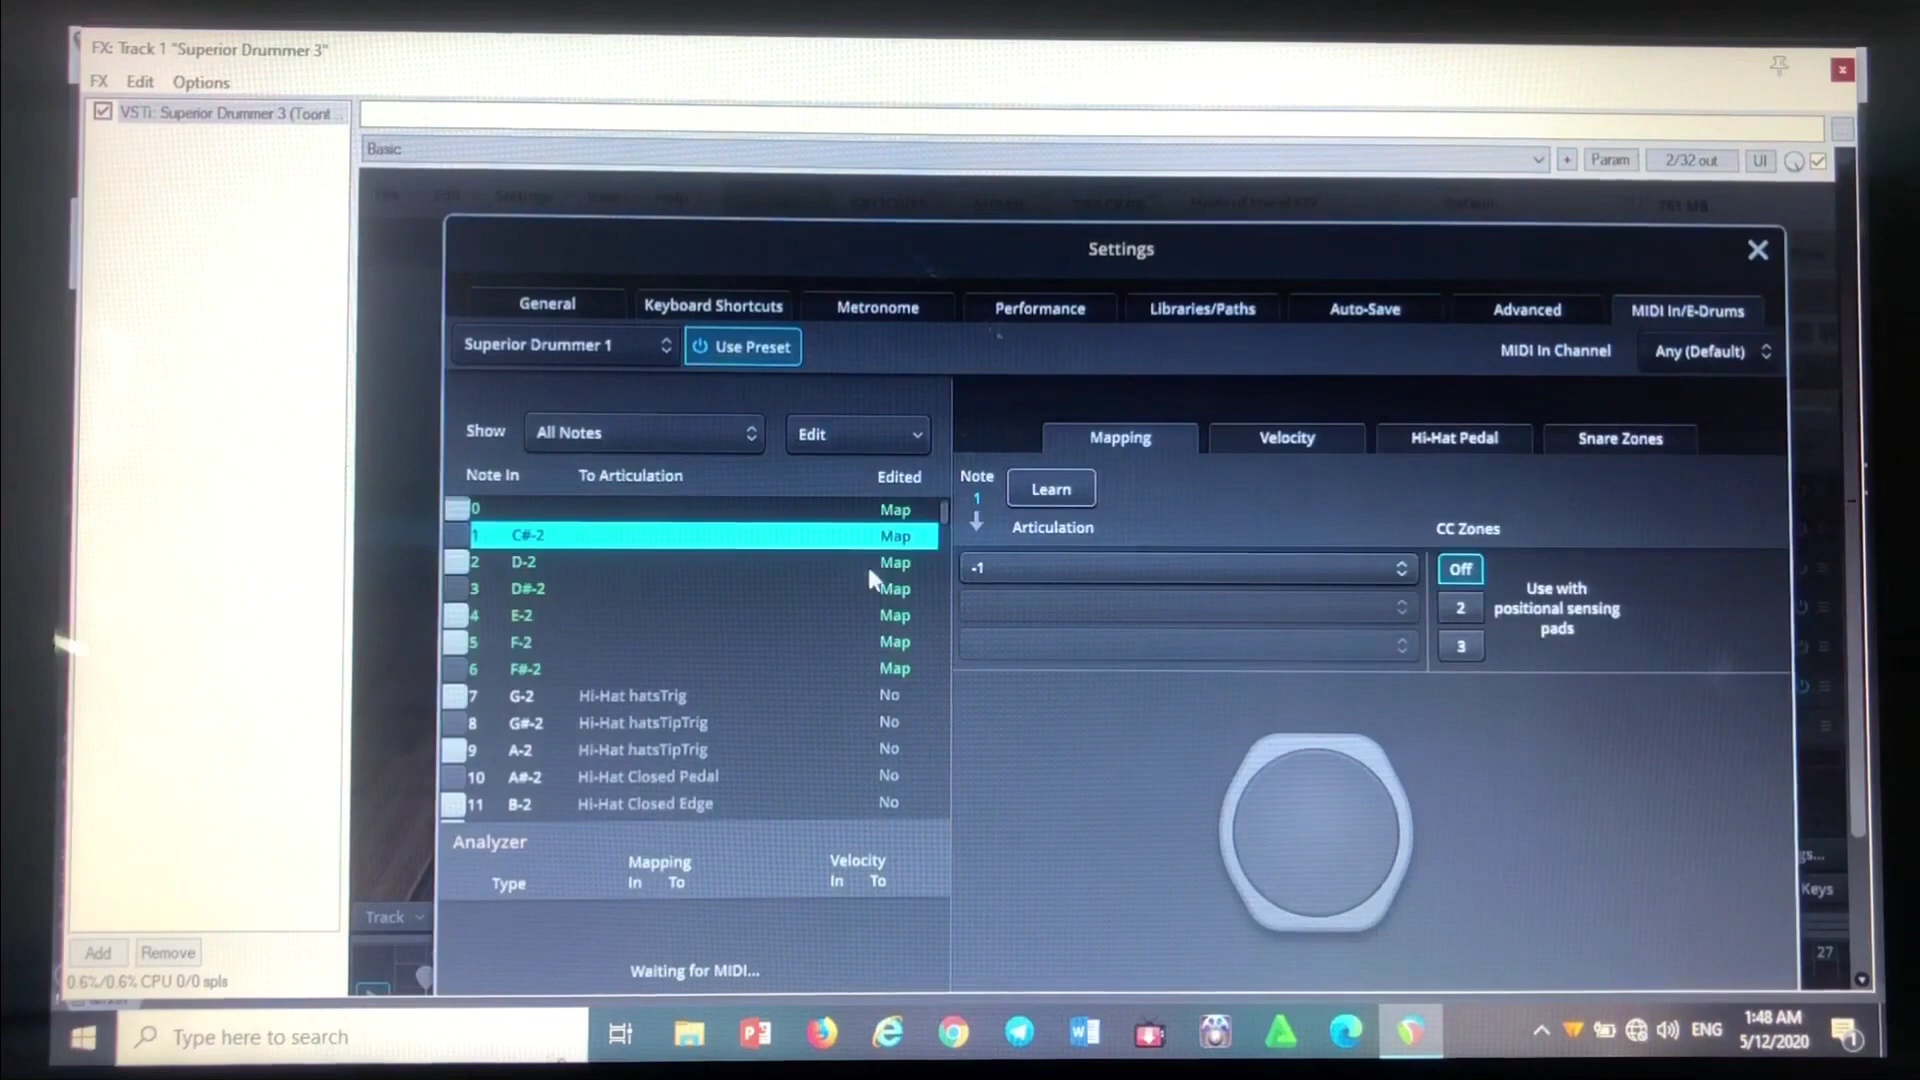 FX: Track 1 "Superior Drummer 3"
FX Edit Options
VSTi: Superior Drummer 3 (Toont...
Basic
+ Param 2/32 out UI
File Edit Settings Help
761 MB
Settings
General Keyboard Shortcuts Metronome Performance Libraries/Paths Auto-Save Advanced MIDI In/E-Drums
Superior Drummer 1 Use Preset MIDI In Channel Any (Default)
Show All Notes Edit
Mapping Velocity Hi-Hat Pedal Snare Zones
Note In To Articulation Edited
Note Learn
1
Articulation CC Zones
0 Map
1 C#-2 Map
2 D-2 Map
3 D#-2 Map
4 E-2 Map
5 F-2 Map
6 F#-2 Map
7 G-2 Hi-Hat hatsTrig No
8 G#-2 Hi-Hat hatsTipTrig No
9 A-2 Hi-Hat hatsTipTrig No
10 A#-2 Hi-Hat Closed Pedal No
11 B-2 Hi-Hat Closed Edge No
-1 Off
2
3
Use with
positional sensing
pads
Analyzer
Mapping Velocity
Type In To In To
Waiting for MIDI...
Track
Keys
27
Add Remove
0.6%/0.6% CPU 0/0 spls
Type here to search
ENG
1:48 AM
5/12/2020
1